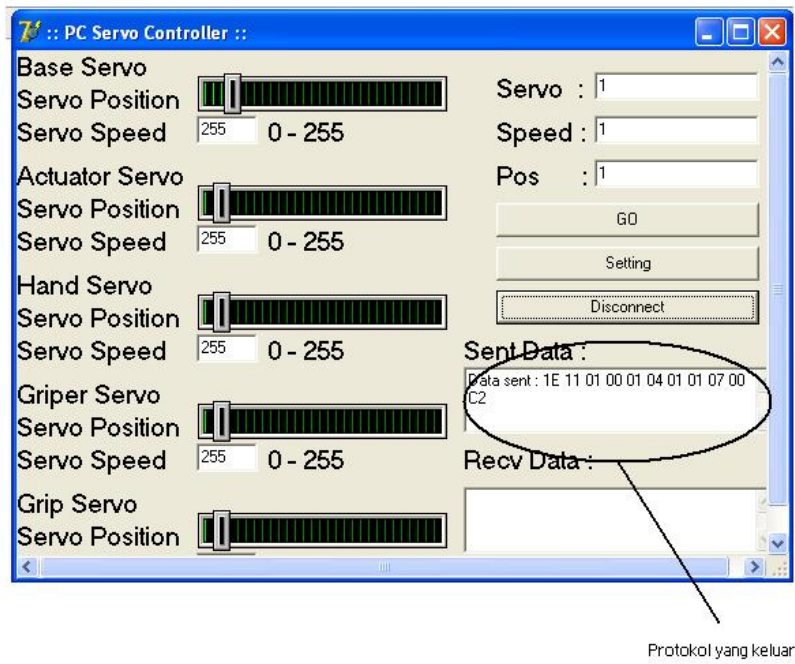 :: PC Servo Controller ::
Base Servo
Servo Position
Servo Speed 255 0 - 255
Actuator Servo
Servo Position
Servo Speed 255 0 - 255
Hand Servo
Servo Position
Servo Speed 255 0 - 255
Griper Servo
Servo Position
Servo Speed 255 0 - 255
Grip Servo
Servo Position
Servo : 1
Speed : 1
Pos : 1
GO
Setting
Disconnect
Sent Data :
Data sent : 1E 11 01 00 01 04 01 01 07 00
C2
Recv Data :
Protokol yang keluar